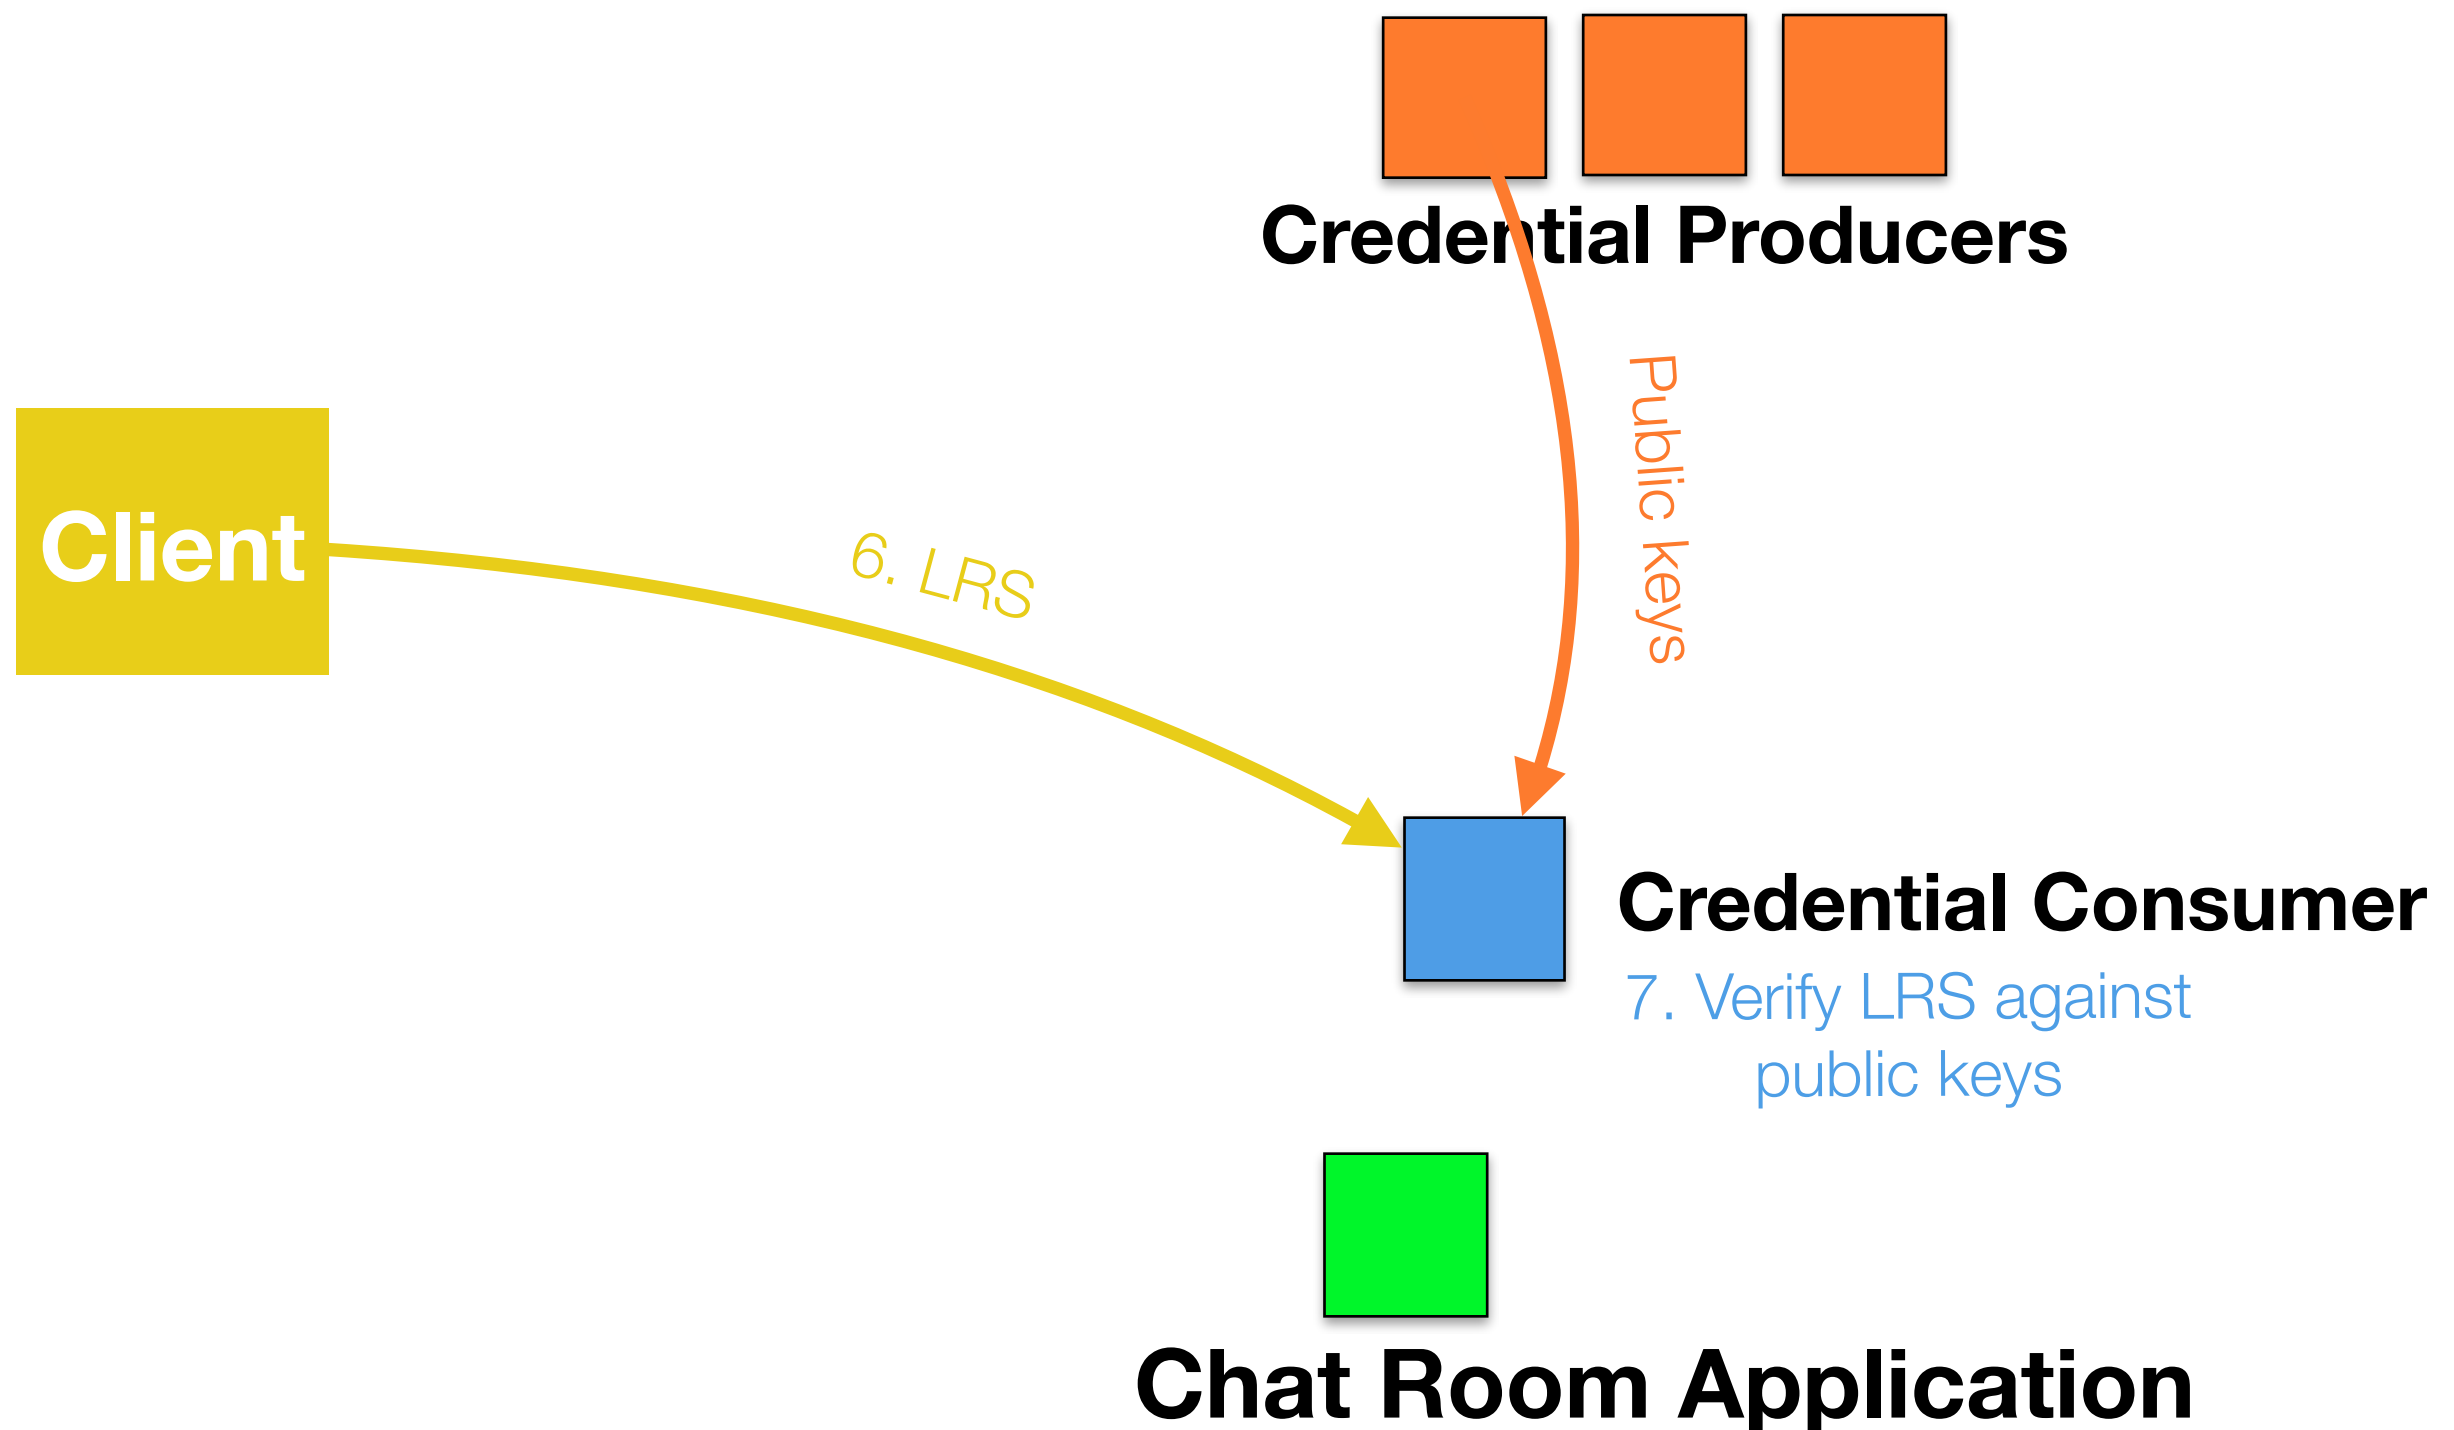 Credential Producers
Public keys
Client
6. LRS
Credential Consumer
7. Verify LRS against
public keys
Chat Room Application